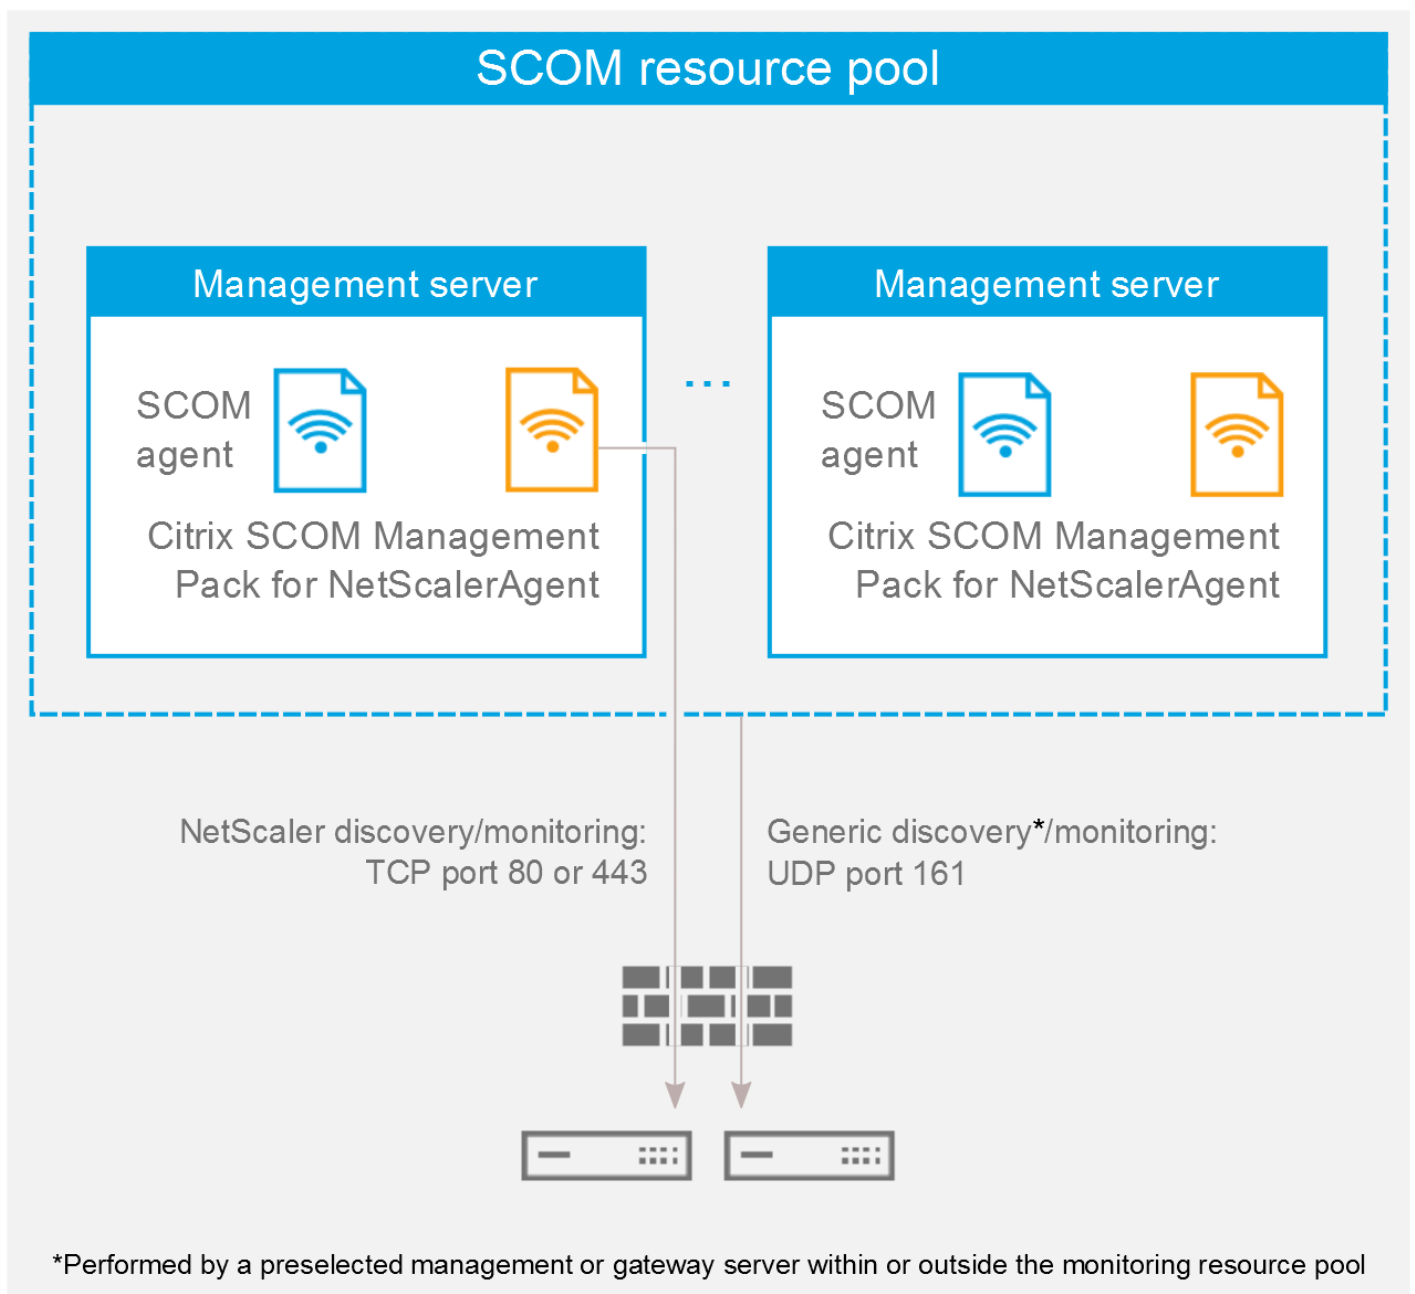 SCOM resource pool
Management server
SCOM
agent
Citrix SCOM Management
Pack for NetScalerAgent
...
Management server
SCOM
agent
Citrix SCOM Management
Pack for NetScalerAgent
NetScaler discovery/monitoring:
TCP port 80 or 443
Generic discovery*/monitoring:
UDP port 161
*Performed by a preselected management or gateway server within or outside the monitoring resource pool